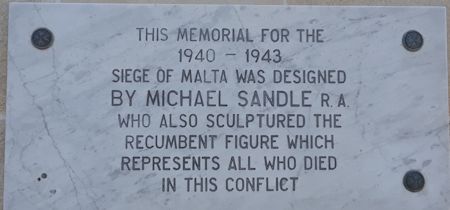 THIS MEMORIAL FOR THE
1940 - 1943
SIEGE OF MALTA WAS DESIGNED
BY MICHAEL SANDLE R.A.
WHO ALSO SCULPTURED THE
RECUMBENT FIGURE WHICH
REPRESENTS ALL WHO DIED
IN THIS CONFLICT